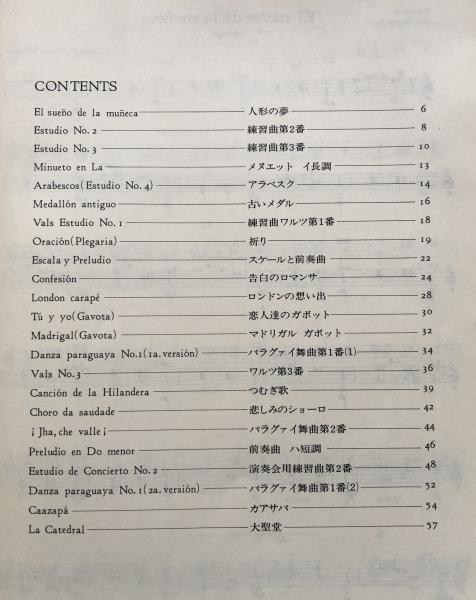 CONTENTS
El sueño de la muñeca 人形の夢 6
Estudio No. 2 練習曲第2番 8
Estudio No. 3 練習曲第3番 10
Minueto en La メヌエット イ長調 13
Arabescos (Estudio No. 4) アラベスク 14
Medallón antiguo 古いメダル 16
Vals Estudio No. 1 練習曲ワルツ第1番 18
Oración (Plegaria) 祈り 19
Escala y Preludio スケールと前奏曲 22
Confesión 告白のロマンサ 24
London carapé ロンドンの想い出 28
Tú y yo (Gavota) 恋人達のガボット 30
Madrigal (Gavota) マドリガル ガボット 32
Danza paraguaya No. 1 (1a. versión) パラグァイ舞曲第1番(1) 34
Vals No. 3 ワルツ第3番 36
Canción de la Hilandera つむぎ歌 39
Choro da saudade 悲しみのショーロ 42
¡ Jha, che valle ¡ パラグァイ舞曲第2番 44
Preludio en Do menor 前奏曲 ハ短調 46
Estudio de Concierto No. 2 演奏会用練習曲第2番 48
Danza paraguaya No. 1 (2a. versión) パラグァイ舞曲第1番(2) 52
Caazapá カアサパ 54
La Catedral 大聖堂 57